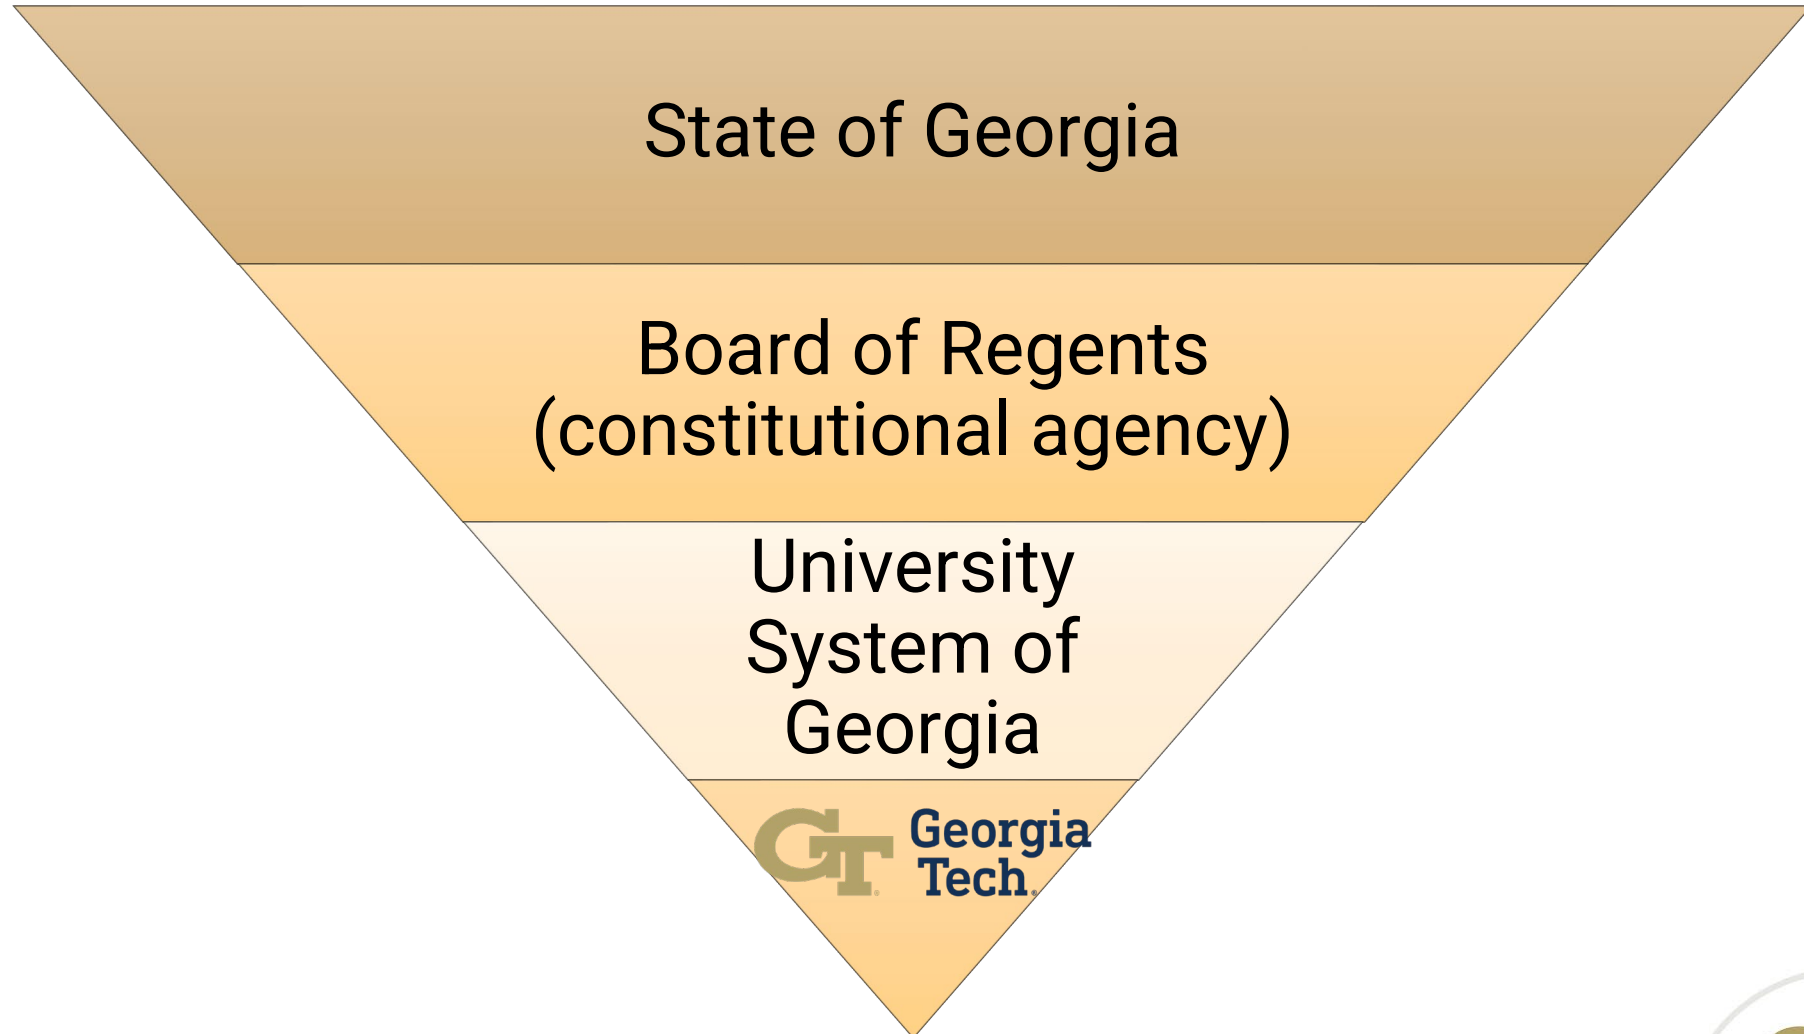 State of Georgia
Board of Regents
(constitutional agency)
University
System of
Georgia
GT Georgia
Tech®